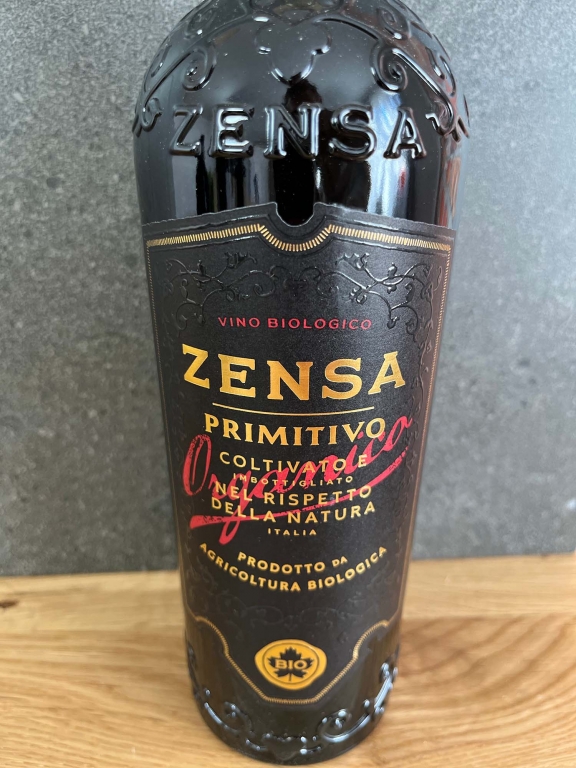 ZENSA
VINO BIOLOGICO
ZENSA
PRIMITIVO
Organico
COLTIVATO E
IMBOTTIGLIATO
NEL RISPETTO
DELLA NATURA
ITALIA
PRODOTTO DA
AGRICOLTURA BIOLOGICA
BIO